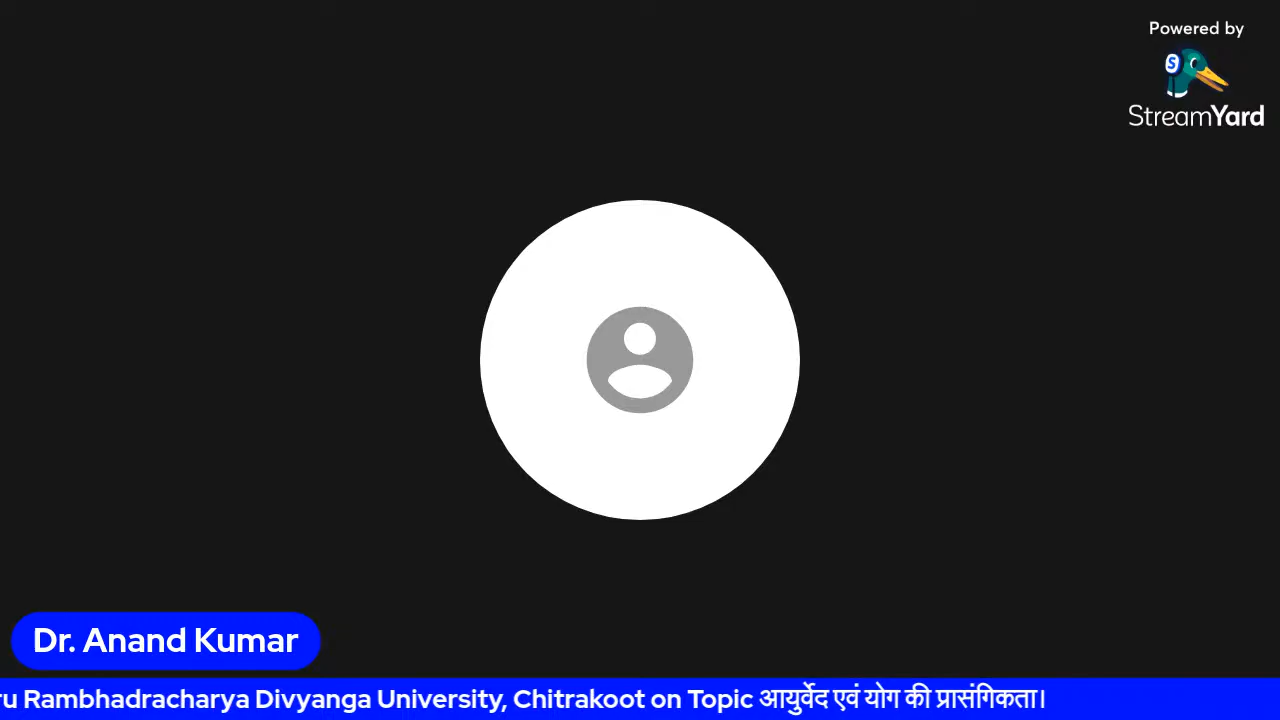 Powered by
S
StreamYard
Dr. Anand Kumar
Rambhadracharya Divyanga University, Chitrakoot on Topic आयुर्वेद एवं योग की प्रासंगिकता।